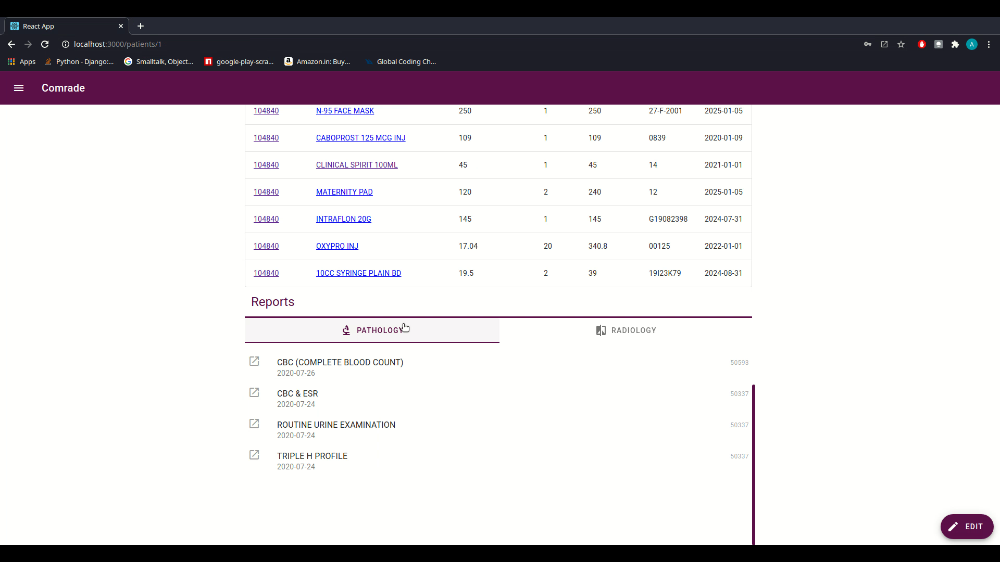 React App
localhost:3000/patients/1
A
Apps
Python - Django:...
Smalltalk, Object...
google-play-scra...
Amazon.in: Buy...
Global Coding Ch...
Comrade
104840 N-95 FACE MASK 250 1 250 27-F-2001 2025-01-05
104840 CABOPROST 125 MCG INJ 109 1 109 0839 2020-01-09
104840 CLINICAL SPIRIT 100ML 45 1 45 14 2021-01-01
104840 MATERNITY PAD 120 2 240 12 2025-01-05
104840 INTRAFLON 20G 145 1 145 G19082398 2024-07-31
104840 OXYPRO INJ 17.04 20 340.8 00125 2022-01-01
104840 10CC SYRINGE PLAIN BD 19.5 2 39 19I23K79 2024-08-31
Reports
PATHOLOGY
RADIOLOGY
CBC (COMPLETE BLOOD COUNT) 50593
2020-07-26
CBC & ESR 50337
2020-07-24
ROUTINE URINE EXAMINATION 50337
2020-07-24
TRIPLE H PROFILE 50337
2020-07-24
EDIT